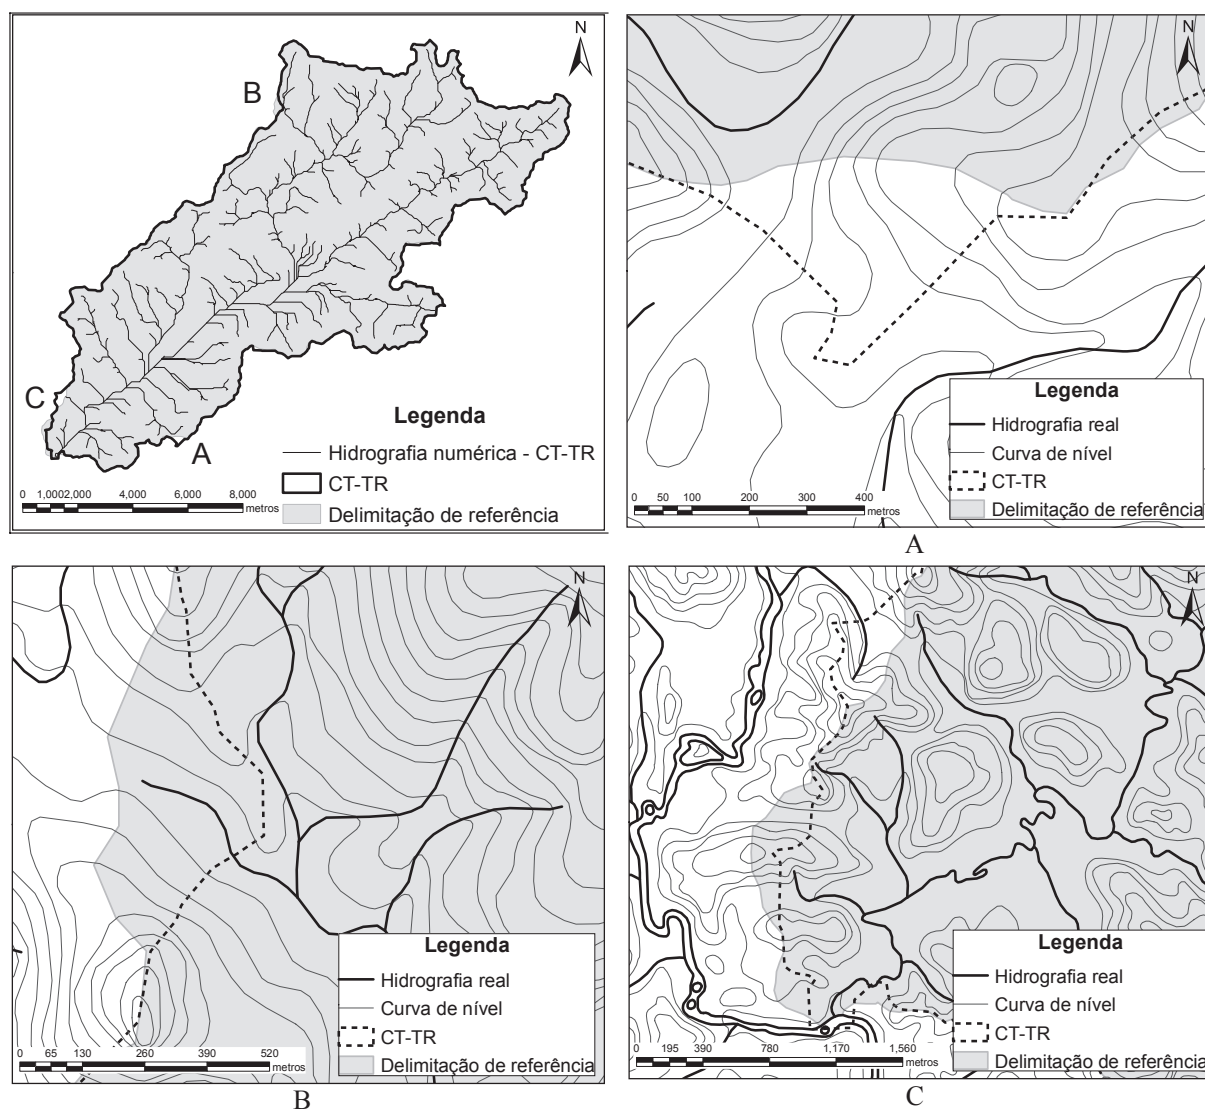 N
B
C
A
Legenda
Hidrografia numérica - CT-TR
CT-TR
Delimitação de referência
0 1,0002,000 4,000 6,000 8,000
metros
N
Legenda
Hidrografia real
Curva de nível
CT-TR
Delimitação de referência
0 50 100 200 300 400
metros
A
N
Legenda
Hidrografia real
Curva de nível
CT-TR
Delimitação de referência
0 65 130 260 390 520
metros
B
N
Legenda
Hidrografia real
Curva de nível
CT-TR
Delimitação de referência
0 195 390 780 1,170 1,560
metros
C